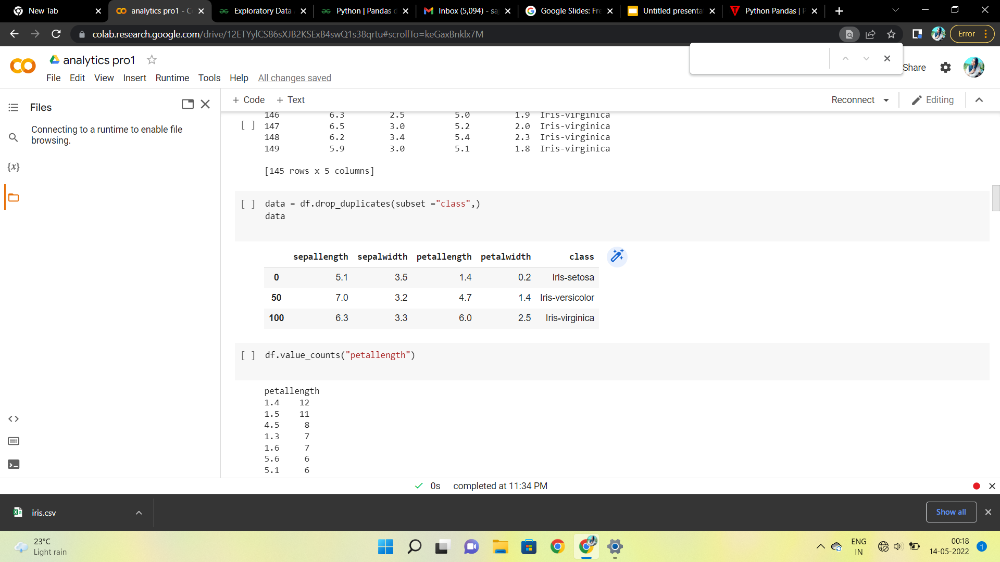 New Tab
analytics pro1 - C
Exploratory Data
Python | Pandas d
Inbox (5,094) - sa
Google Slides: Fre
Untitled presenta
Python Pandas | P
colab.research.google.com/drive/12ETYylCS86sXJB2KSExB4swQ1s38qrtu#scrollTo=keGaxBnklx7M
Error
analytics pro1
Share
File Edit View Insert Runtime Tools Help All changes saved
Files
+ Code + Text
Reconnect
Editing
Connecting to a runtime to enable file
browsing.
{x}
146 6.3 2.5 5.0 1.9 Iris-virginica
[ ] 147 6.5 3.0 5.2 2.0 Iris-virginica
148 6.2 3.4 5.4 2.3 Iris-virginica
149 5.9 3.0 5.1 1.8 Iris-virginica
[145 rows x 5 columns]
[ ] data = df.drop_duplicates(subset ="class",)
data
sepallength sepalwidth petallength petalwidth class
0 5.1 3.5 1.4 0.2 Iris-setosa
50 7.0 3.2 4.7 1.4 Iris-versicolor
100 6.3 3.3 6.0 2.5 Iris-virginica
[ ] df.value_counts("petallength")
petallength
1.4 12
1.5 11
4.5 8
1.3 7
1.6 7
5.6 6
5.1 6
0s completed at 11:34 PM
iris.csv
Show all
23°C
Light rain
ENG
IN
00:18
14-05-2022
1